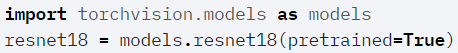 import torchvision.models as models
resnet18 = models.resnet18(pretrained=True)